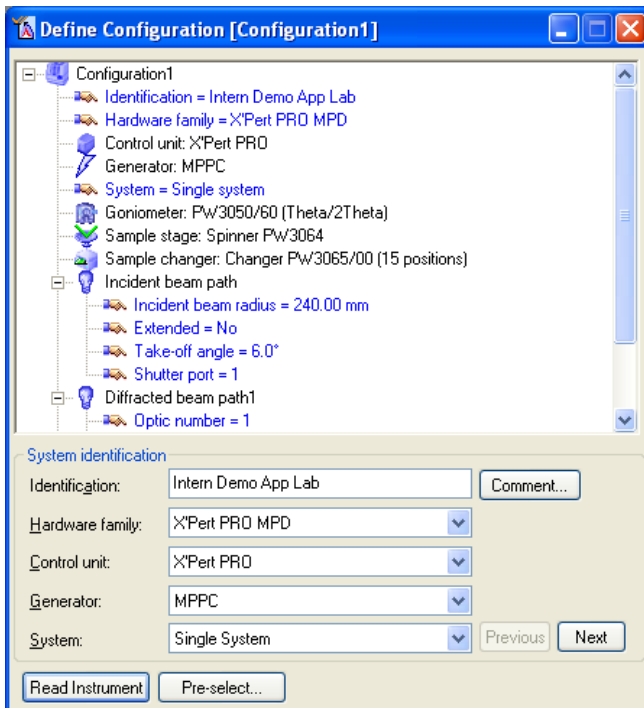 Define Configuration [Configuration1]
Configuration1
Identification = Intern Demo App Lab
Hardware family = X'Pert PRO MPD
Control unit: X'Pert PRO
Generator: MPPC
System = Single system
Goniometer: PW3050/60 (Theta/2Theta)
Sample stage: Spinner PW3064
Sample changer: Changer PW3065/00 (15 positions)
Incident beam path
Incident beam radius = 240.00 mm
Extended = No
Take-off angle = 6.0°
Shutter port = 1
Diffracted beam path1
Optic number = 1
System identification
Identification: Intern Demo App Lab Comment...
Hardware family: X'Pert PRO MPD
Control unit: X'Pert PRO
Generator: MPPC
System: Single System Previous Next
Read Instrument Pre-select...